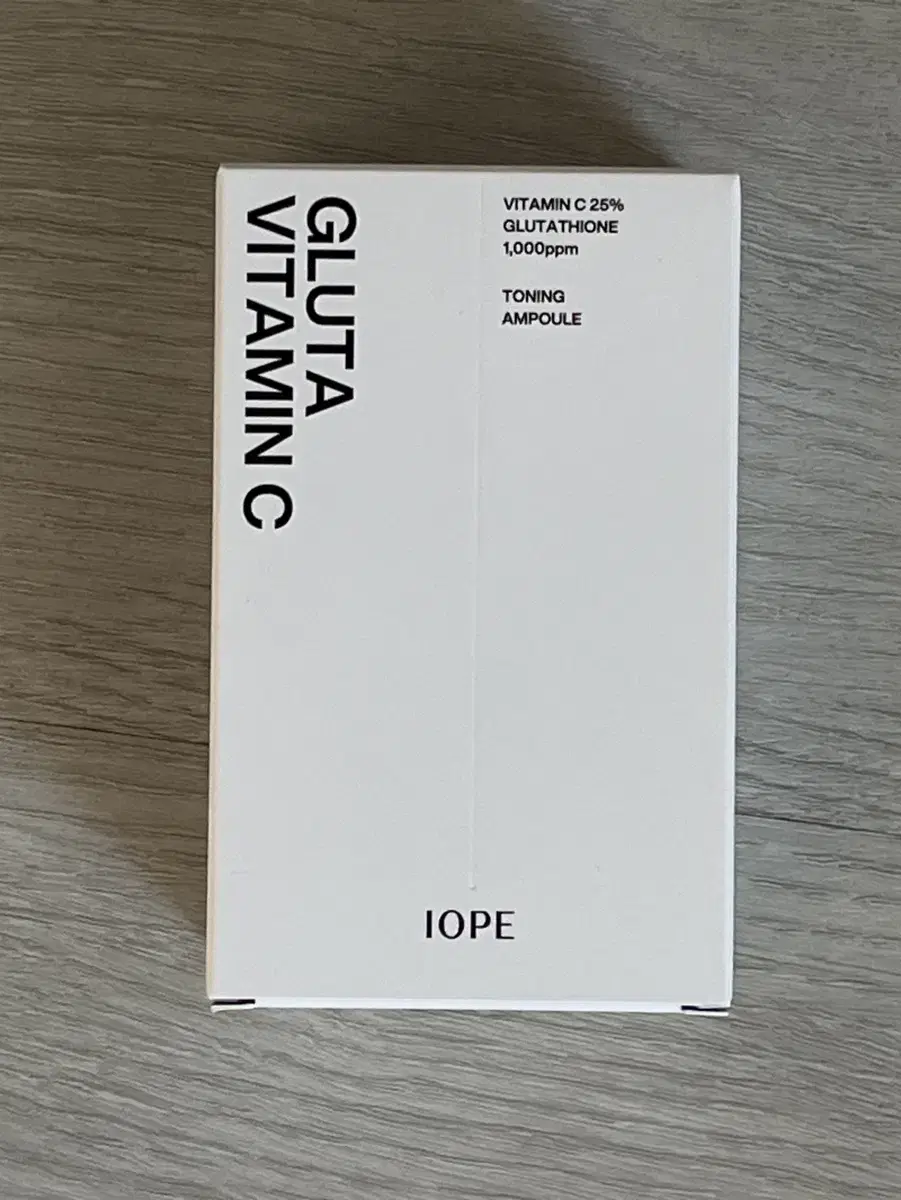 GLUTA
VITAMIN C
VITAMIN C 25%
GLUTATHIONE
1,000ppm
TONING
AMPOULE
IOPE